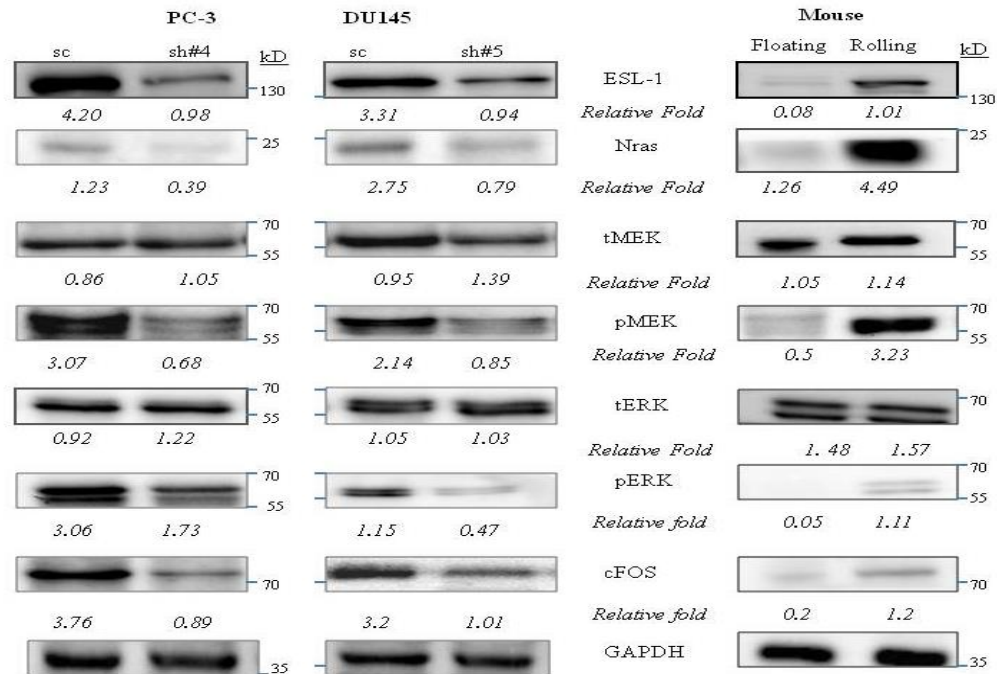 PC-3 DU145 Mouse
sc sh#4 kD sc sh#5 Floating Rolling kD
130 ESL-1 130
4.20 0.98 3.31 0.94 Relative Fold 0.08 1.01
25 Nras 25
1.23 0.39 2.75 0.79 Relative Fold 1.26 4.49
70 tMEK 70
55 55
0.86 1.05 0.95 1.39 Relative Fold 1.05 1.14
70 pMEK 70
55 55
3.07 0.68 2.14 0.85 Relative Fold 0.5 3.23
70 tERK 70
55
0.92 1.22 1.05 1.03 Relative Fold 1. 48 1.57
70 pERK 70
55 55
3.06 1.73 1.15 0.47 Relative fold 0.05 1.11
70 cFOS 70
3.76 0.89 3.2 1.01 Relative fold 0.2 1.2
35 GAPDH 35